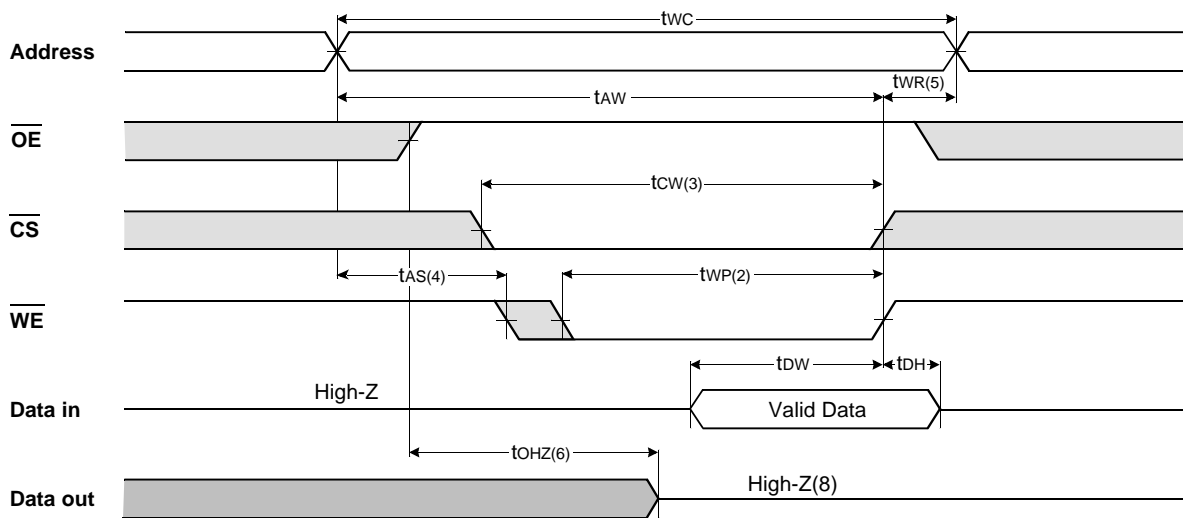 tWC
Address
tAW
tWR(5)
OE
tCW(3)
CS
tAS(4)
tWP(2)
WE
tDW
tDH
High-Z
Data in
Valid Data
tOHZ(6)
High-Z(8)
Data out